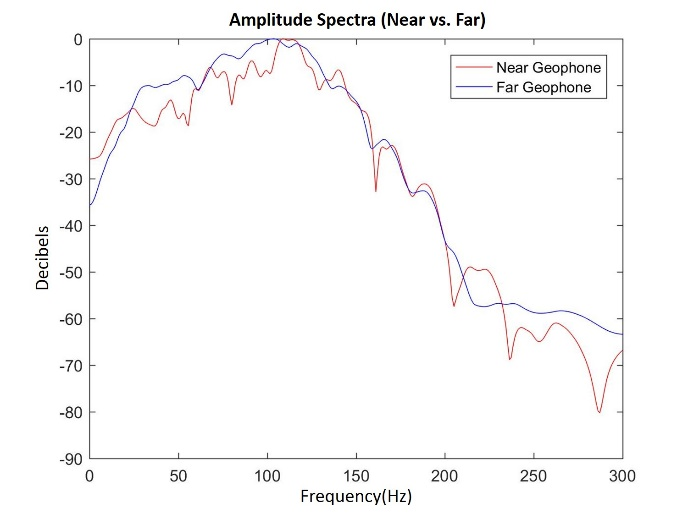 Amplitude Spectra (Near vs. Far)
Near Geophone
Far Geophone
Decibels
0
-10
-20
-30
-40
-50
-60
-70
-80
-90
0 50 100 150 200 250 300
Frequency(Hz)